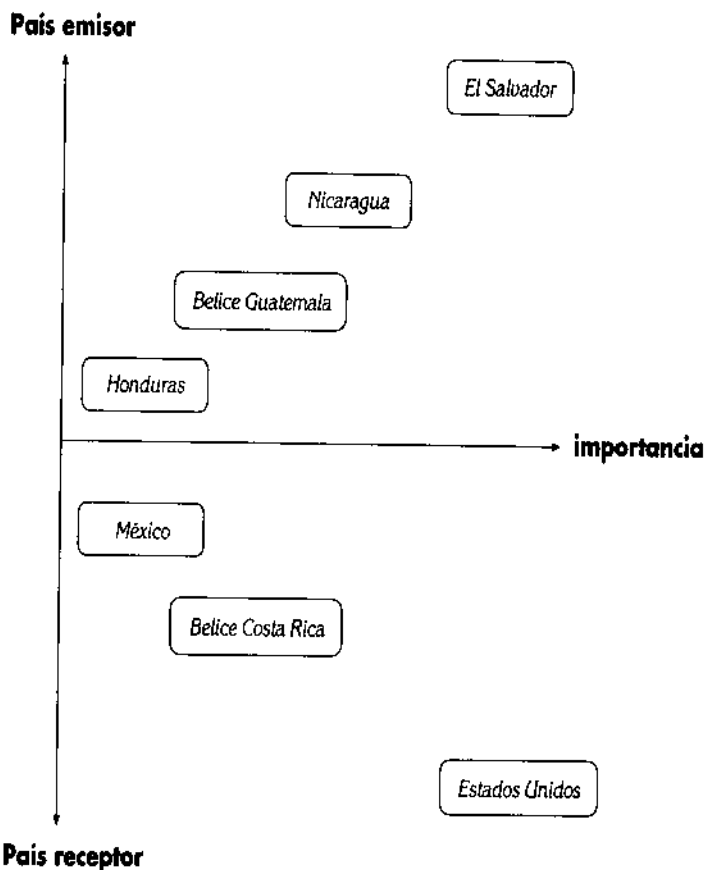 País emisor
El Salvador
Nicaragua
Belice Guatemala
Honduras
importancia
México
Belice Costa Rica
Estados Unidos
País receptor